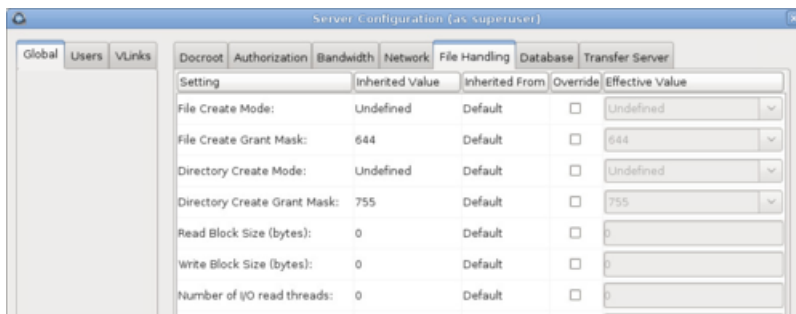 Server Configuration (as superuser)
Global Users VLinks
Docroot Authorization Bandwidth Network File Handling Database Transfer Server
Setting Inherited Value Inherited From Override Effective Value
File Create Mode: Undefined Default Undefined
File Create Grant Mask: 644 Default 644
Directory Create Mode: Undefined Default Undefined
Directory Create Grant Mask: 755 Default 755
Read Block Size (bytes): 0 Default 0
Write Block Size (bytes): 0 Default 0
Number of I/O read threads: 0 Default 0